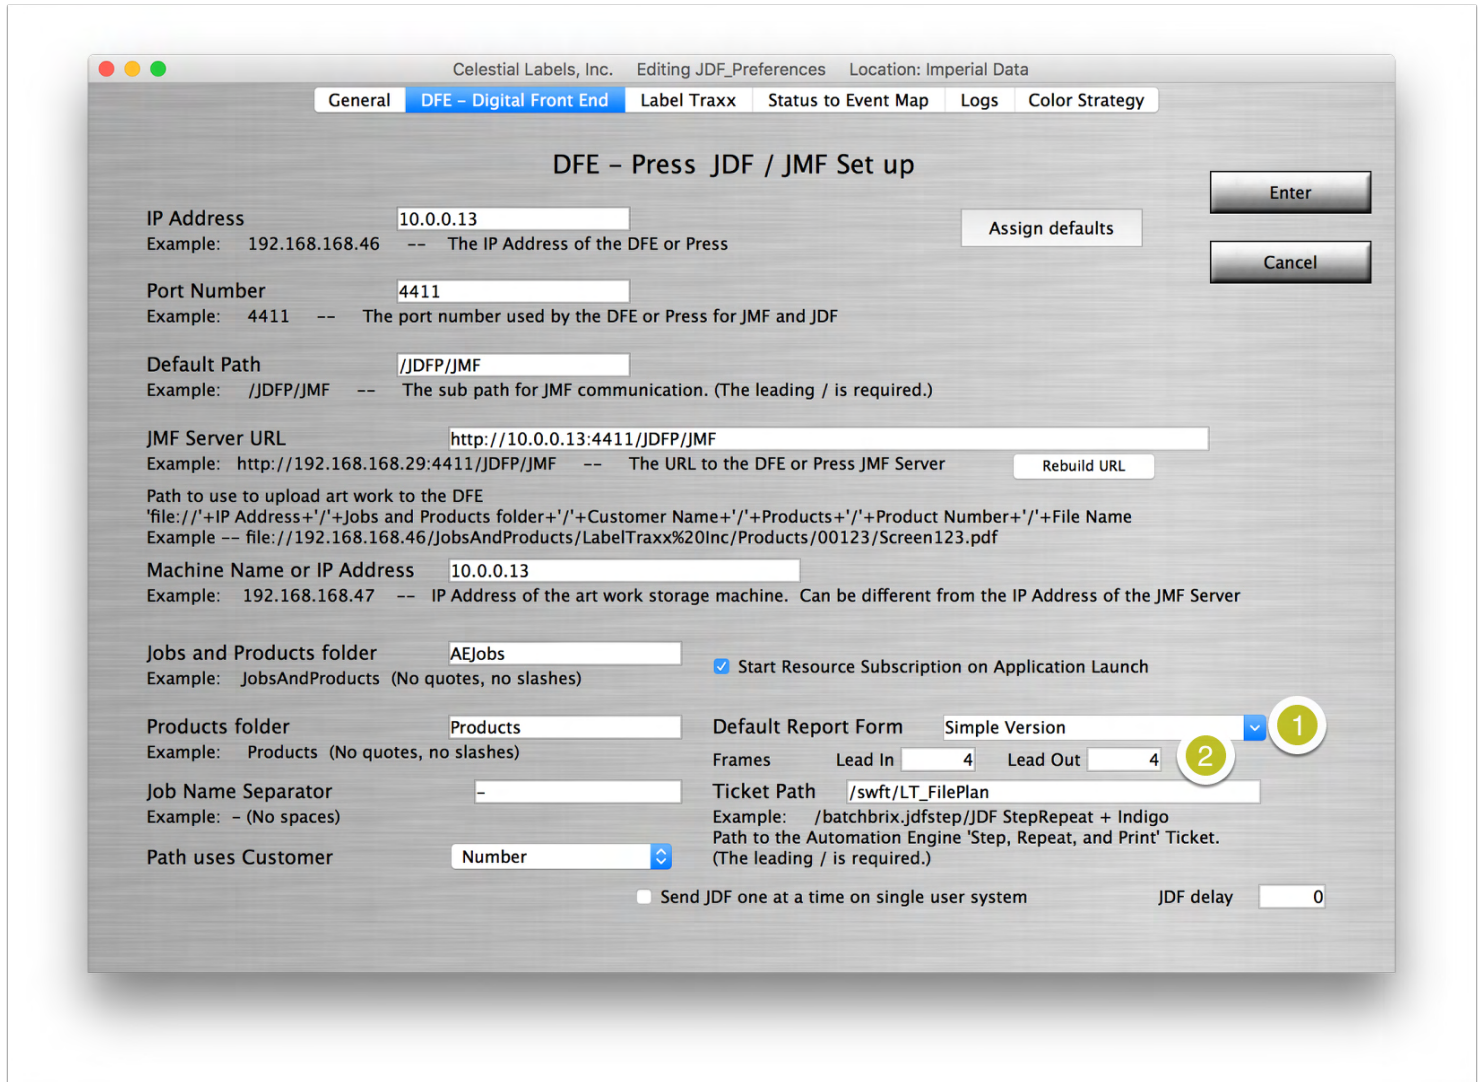 Celestial Labels, Inc.    Editing JDF_Preferences    Location: Imperial Data
General    DFE – Digital Front End    Label Traxx    Status to Event Map    Logs    Color Strategy
DFE – Press JDF / JMF Set up
Enter
IP Address    10.0.0.13
Assign defaults
Example:    192.168.168.46    --    The IP Address of the DFE or Press
Cancel
Port Number    4411
Example:    4411    --    The port number used by the DFE or Press for JMF and JDF
Default Path    /JDFP/JMF
Example:    /JDFP/JMF    --    The sub path for JMF communication. (The leading / is required.)
JMF Server URL    http://10.0.0.13:4411/JDFP/JMF
Example:    http://192.168.168.29:4411/JDFP/JMF    --    The URL to the DFE or Press JMF Server    Rebuild URL
Path to use to upload art work to the DFE
'file://'+IP Address+'/'+Jobs and Products folder+'/'+Customer Name+'/'+Products+'/'+Product Number+'/'+File Name
Example -- file://192.168.168.46/JobsAndProducts/LabelTraxx%20Inc/Products/00123/Screen123.pdf
Machine Name or IP Address    10.0.0.13
Example:    192.168.168.47    --    IP Address of the art work storage machine.  Can be different from the IP Address of the JMF Server
Jobs and Products folder    AEJobs
Start Resource Subscription on Application Launch
Example:    JobsAndProducts  (No quotes, no slashes)
Products folder    Products    Default Report Form    Simple Version    1
Example:    Products  (No quotes, no slashes)    Frames    Lead In    4    Lead Out    4    2
Job Name Separator    –    Ticket Path    /swft/LT_FilePlan
Example:  – (No spaces)    Example:    /batchbrix.jdfstep/JDF StepRepeat + Indigo
Path to the Automation Engine 'Step, Repeat, and Print' Ticket.
Path uses Customer    Number    (The leading / is required.)
Send JDF one at a time on single user system    JDF delay    0